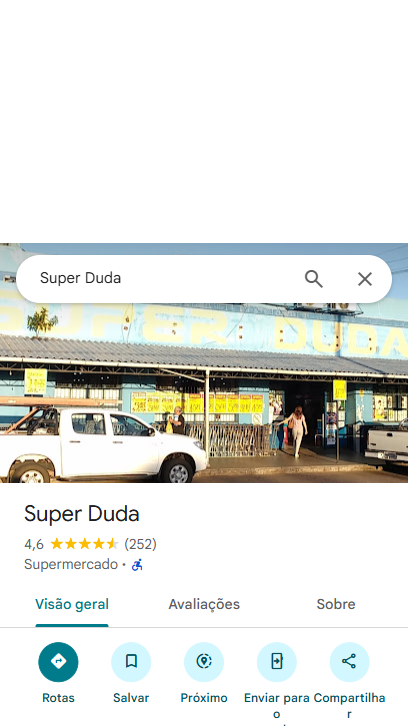 Super Duda
SUPER DUDA
Super Duda
4,6 (252)
Supermercado ·
Visão geral Avaliações Sobre
Rotas Salvar Próximo Enviar para o Compartilhar